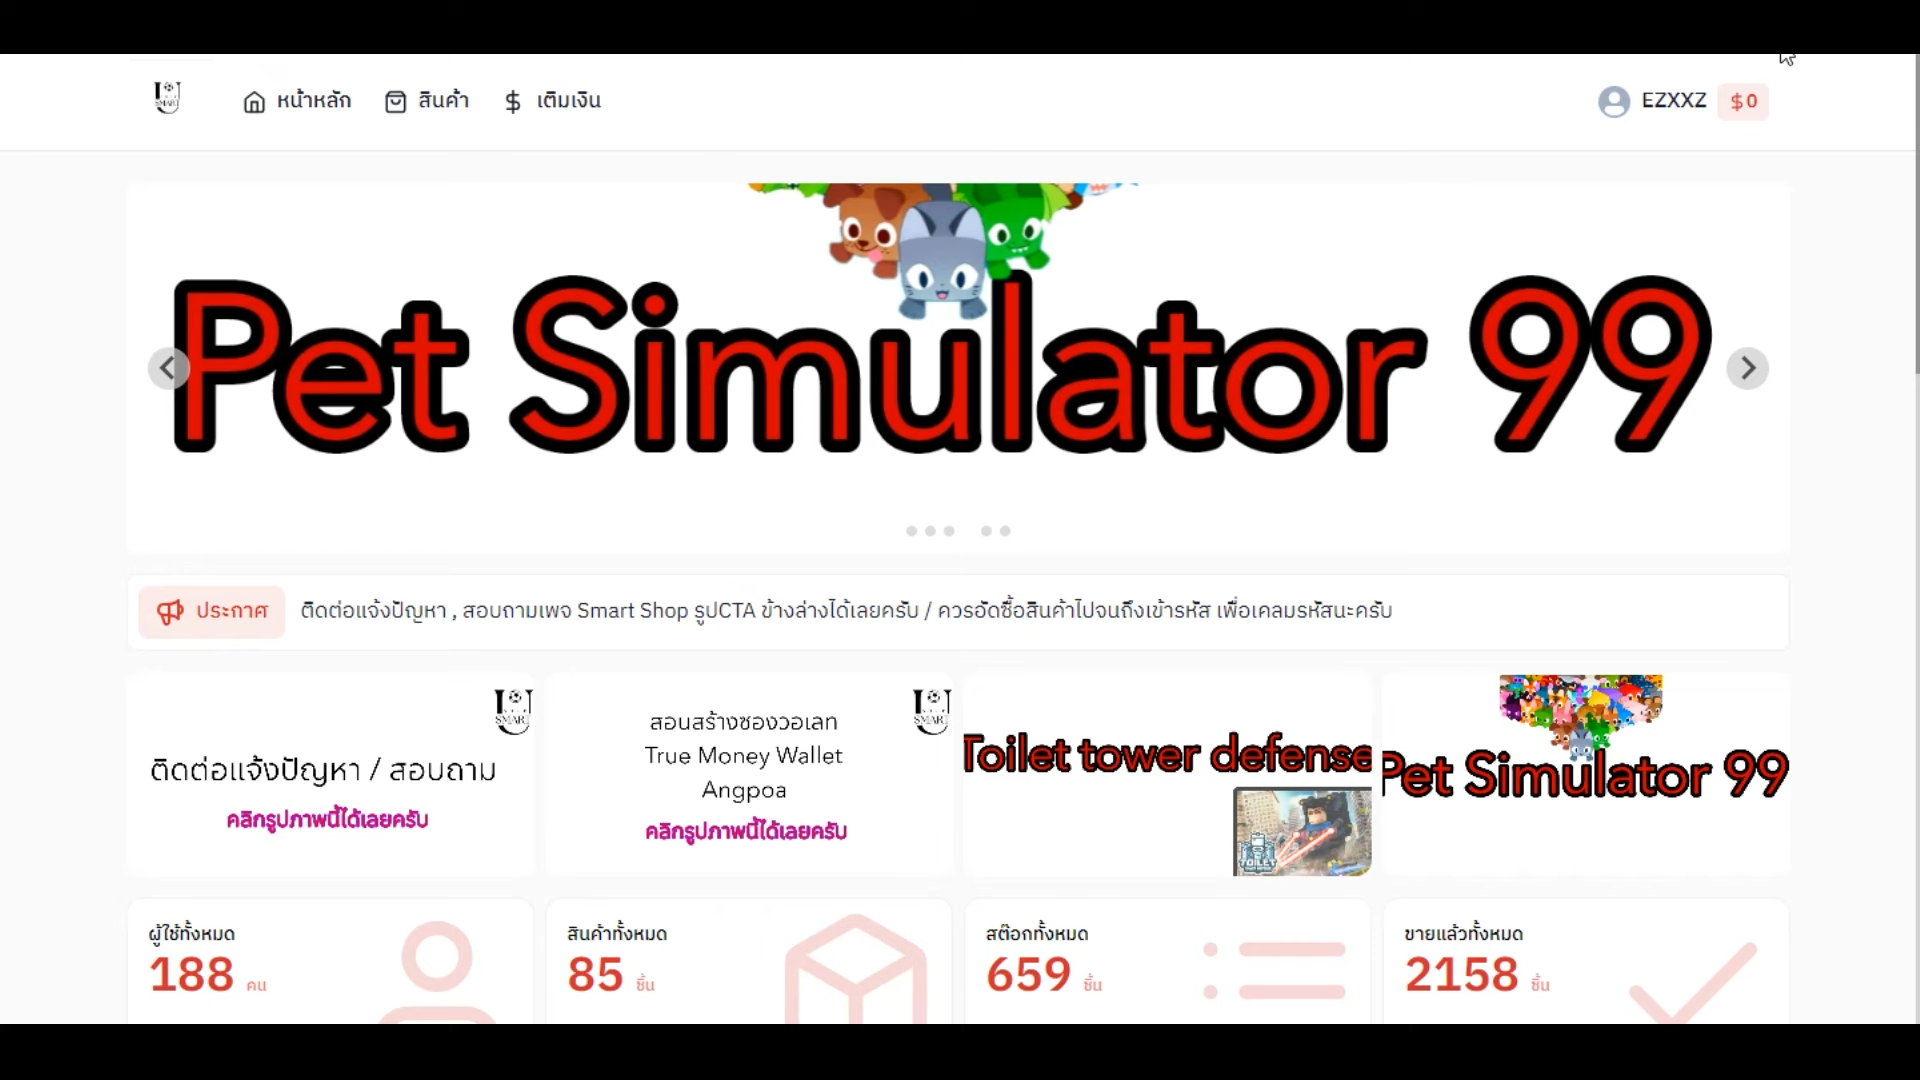 SMART
หน้าหลัก
สินค้า
เติมเงิน
EZXXZ
$0
Pet Simulator 99
ประกาศ
ติดต่อแจ้งปัญหา , สอบถามเพจ Smart Shop รูปCTA ข้างล่างได้เลยครับ / ควรอัดซื้อสินค้าไปจนถึงเข้ารหัส เพื่อเคลมรหัสนะครับ
SMART
ติดต่อแจ้งปัญหา / สอบถาม
คลิกรูปภาพนี้ได้เลยครับ
SMART
สอนสร้างซองวอเลท
True Money Wallet
Angpoa
คลิกรูปภาพนี้ได้เลยครับ
Toilet tower defense
TOILET
Pet Simulator 99
ผู้ใช้ทั้งหมด
188 คน
สินค้าทั้งหมด
85 ชิ้น
สต๊อกทั้งหมด
659 ชิ้น
ขายแล้วทั้งหมด
2158 ชิ้น